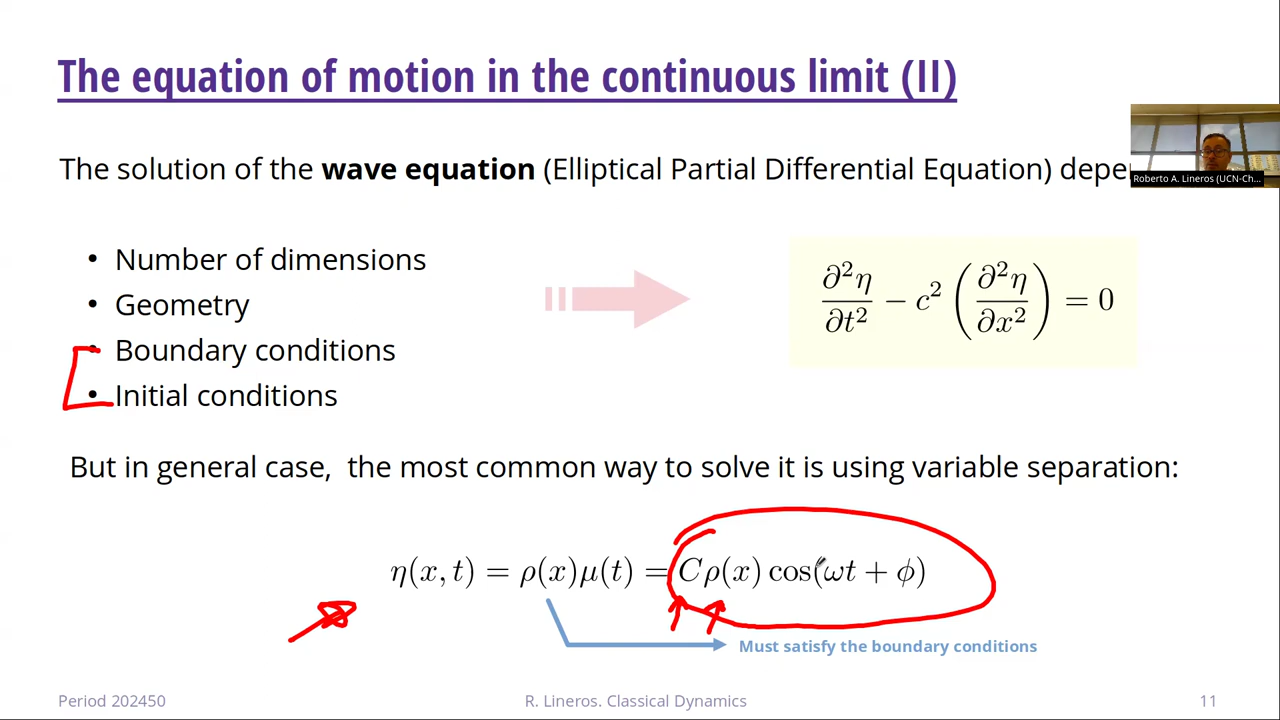 The equation of motion in the continuous limit (II)
The solution of the wave equation (Elliptical Partial Differential Equation)
Roberto A. Lineros (UCN-Ch...
• Number of dimensions
• Geometry
• Boundary conditions
• Initial conditions
∂²η/∂t² − c² (∂²η/∂x²) = 0
But in general case, the most common way to solve it is using variable separation:
η(x, t) = ρ(x)μ(t) = Cρ(x) cos(ωt + ϕ)
Must satisfy the boundary conditions
Period 202450
R. Lineros. Classical Dynamics
11